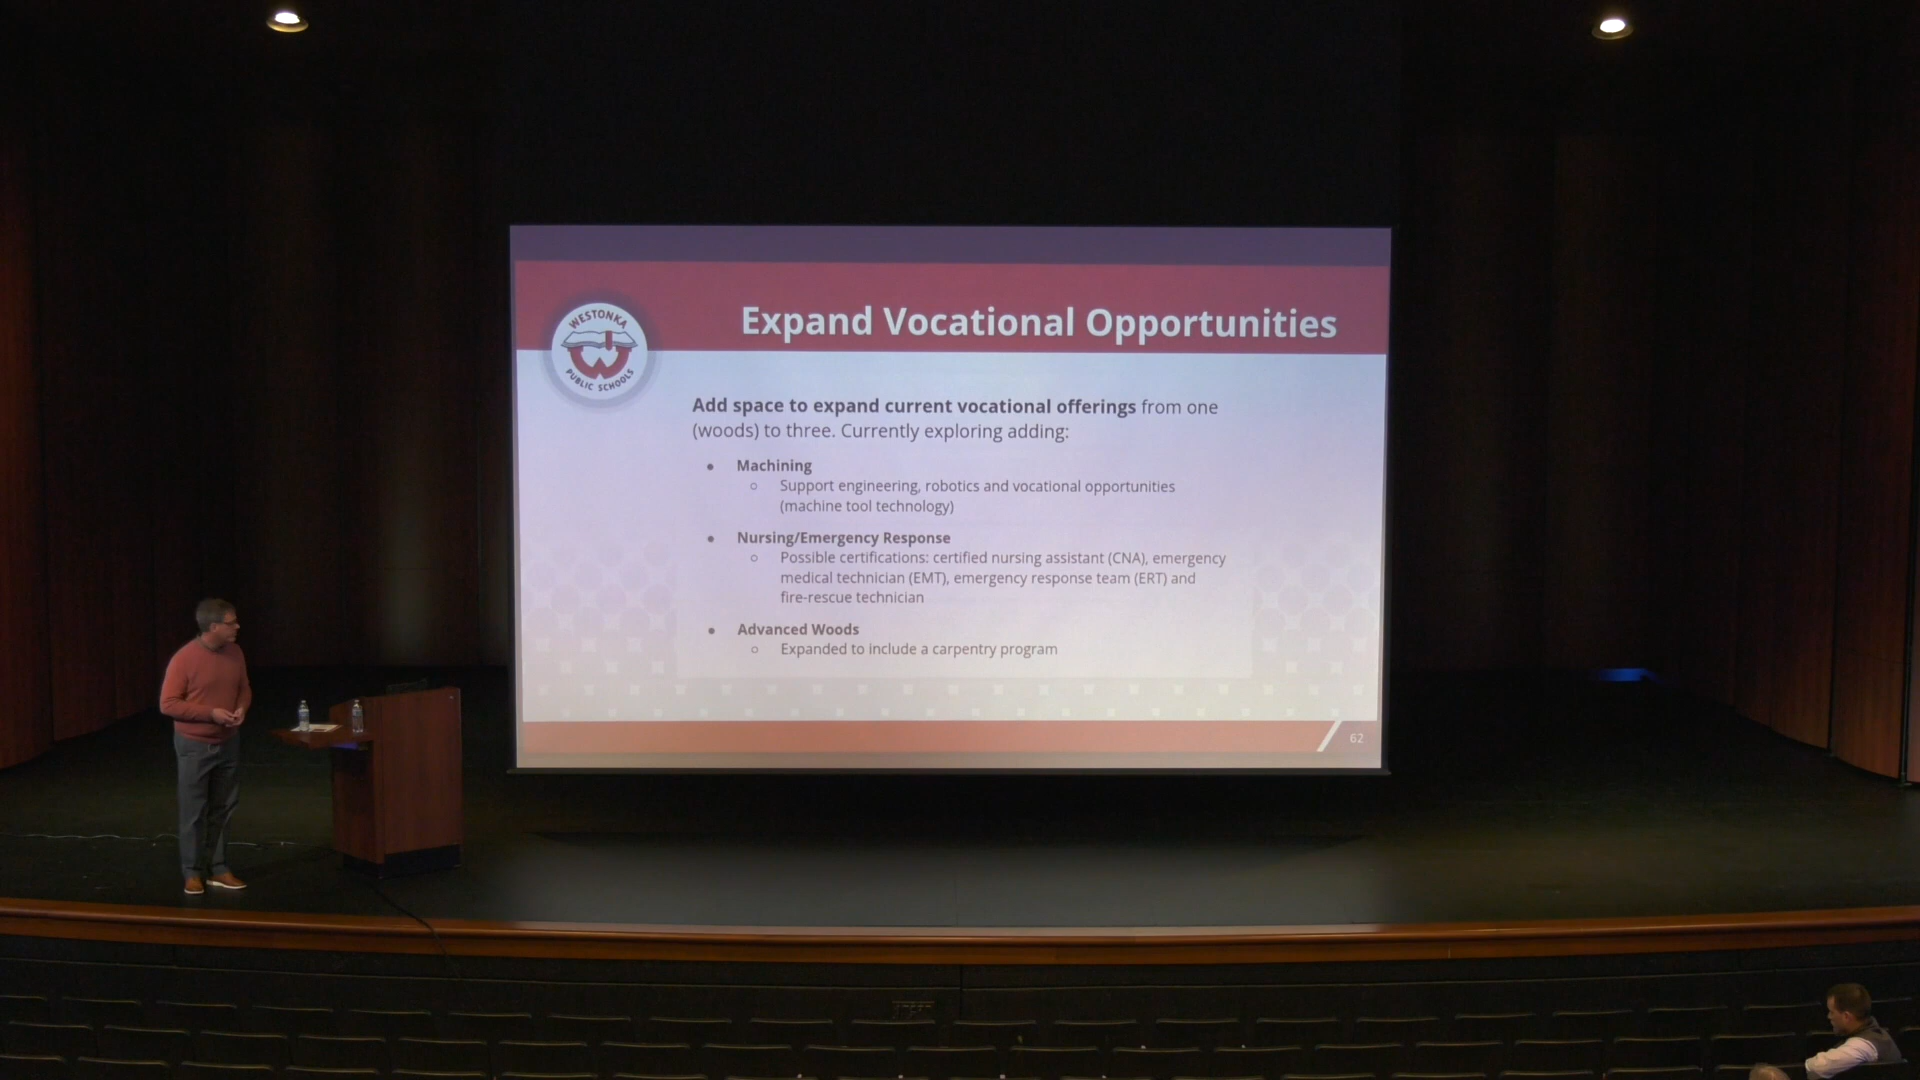 WESTONKA
PUBLIC SCHOOLS
Expand Vocational Opportunities
Add space to expand current vocational offerings from one
(woods) to three. Currently exploring adding:
● Machining
○ Support engineering, robotics and vocational opportunities
(machine tool technology)
● Nursing/Emergency Response
○ Possible certifications: certified nursing assistant (CNA), emergency
medical technician (EMT), emergency response team (ERT) and
fire-rescue technician
● Advanced Woods
○ Expanded to include a carpentry program
62